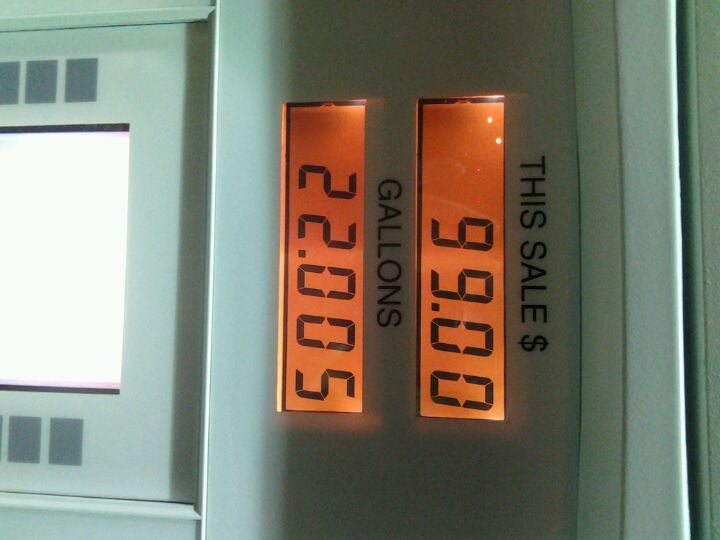 THIS SALE $
99.00
GALLONS
22.005